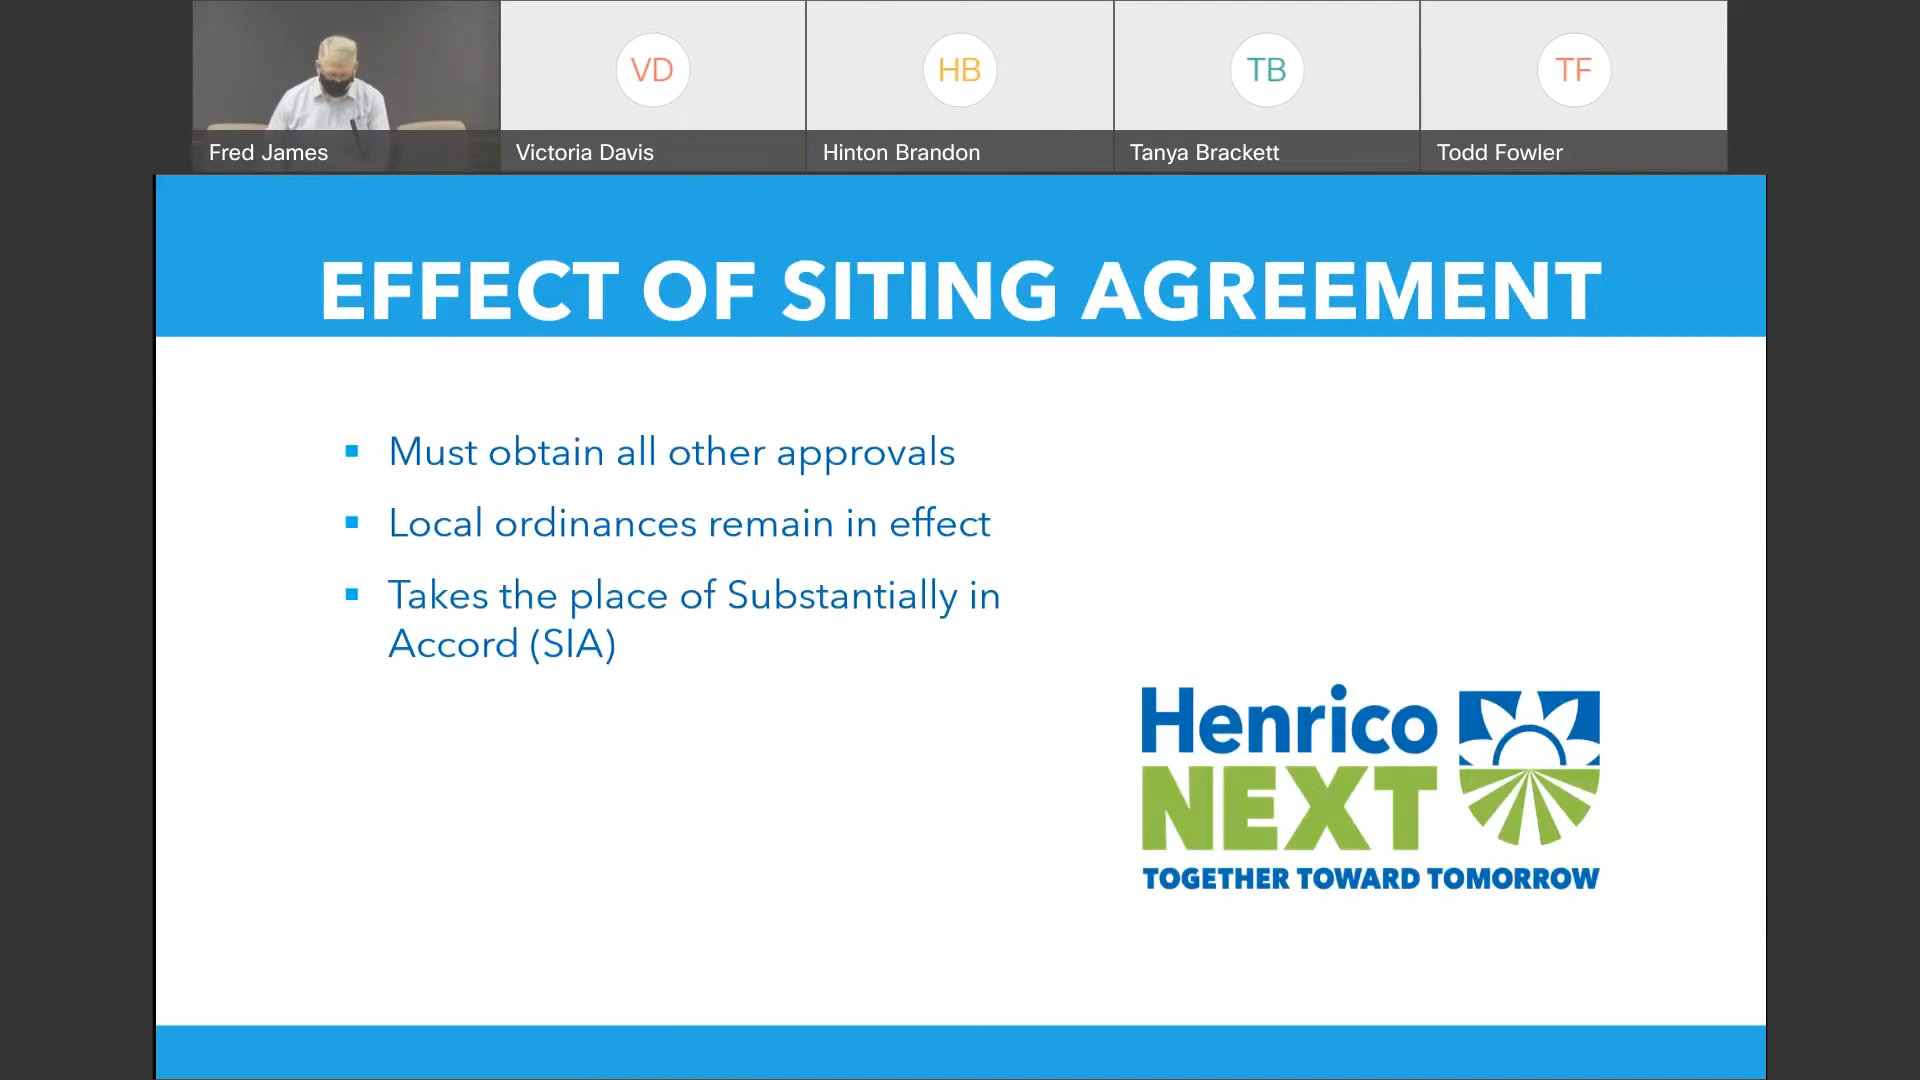 VD
HB
TB
TF
Fred James
Victoria Davis
Hinton Brandon
Tanya Brackett
Todd Fowler
EFFECT OF SITING AGREEMENT
Must obtain all other approvals
Local ordinances remain in effect
Takes the place of Substantially in
Accord (SIA)
Henrico
NEXT
TOGETHER TOWARD TOMORROW